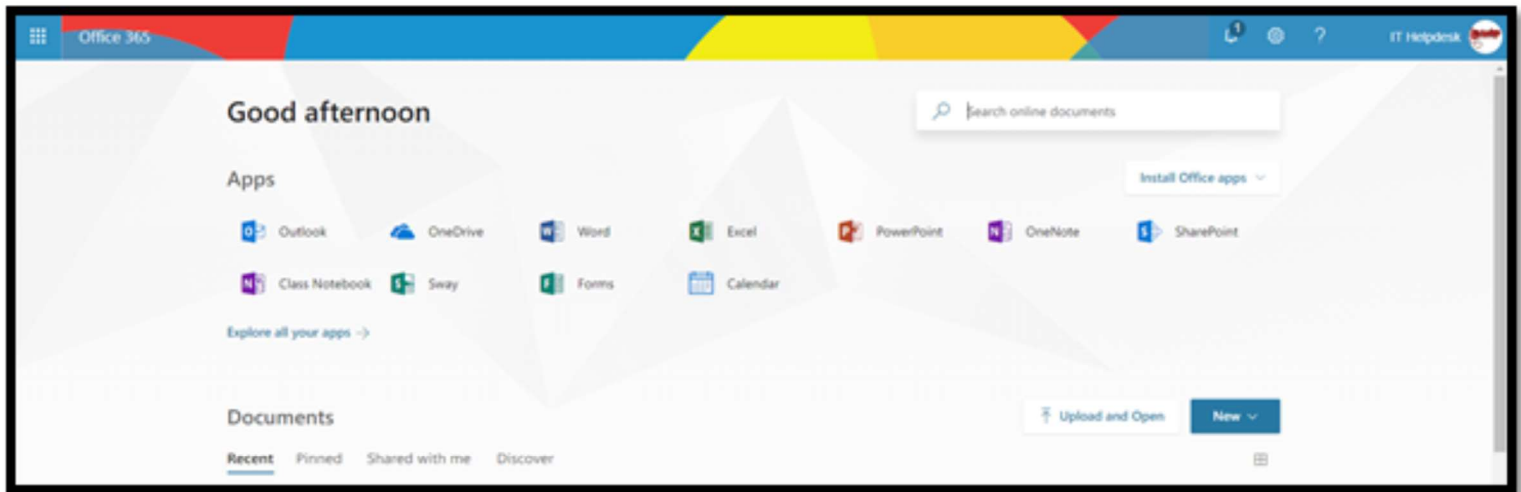 Office 365
1
?
IT Helpdesk
Good afternoon
Search online documents
Apps
Install Office apps
Outlook
OneDrive
Word
Excel
PowerPoint
OneNote
SharePoint
Class Notebook
Sway
Forms
Calendar
Explore all your apps →
Documents
Upload and Open
New
Recent
Pinned
Shared with me
Discover